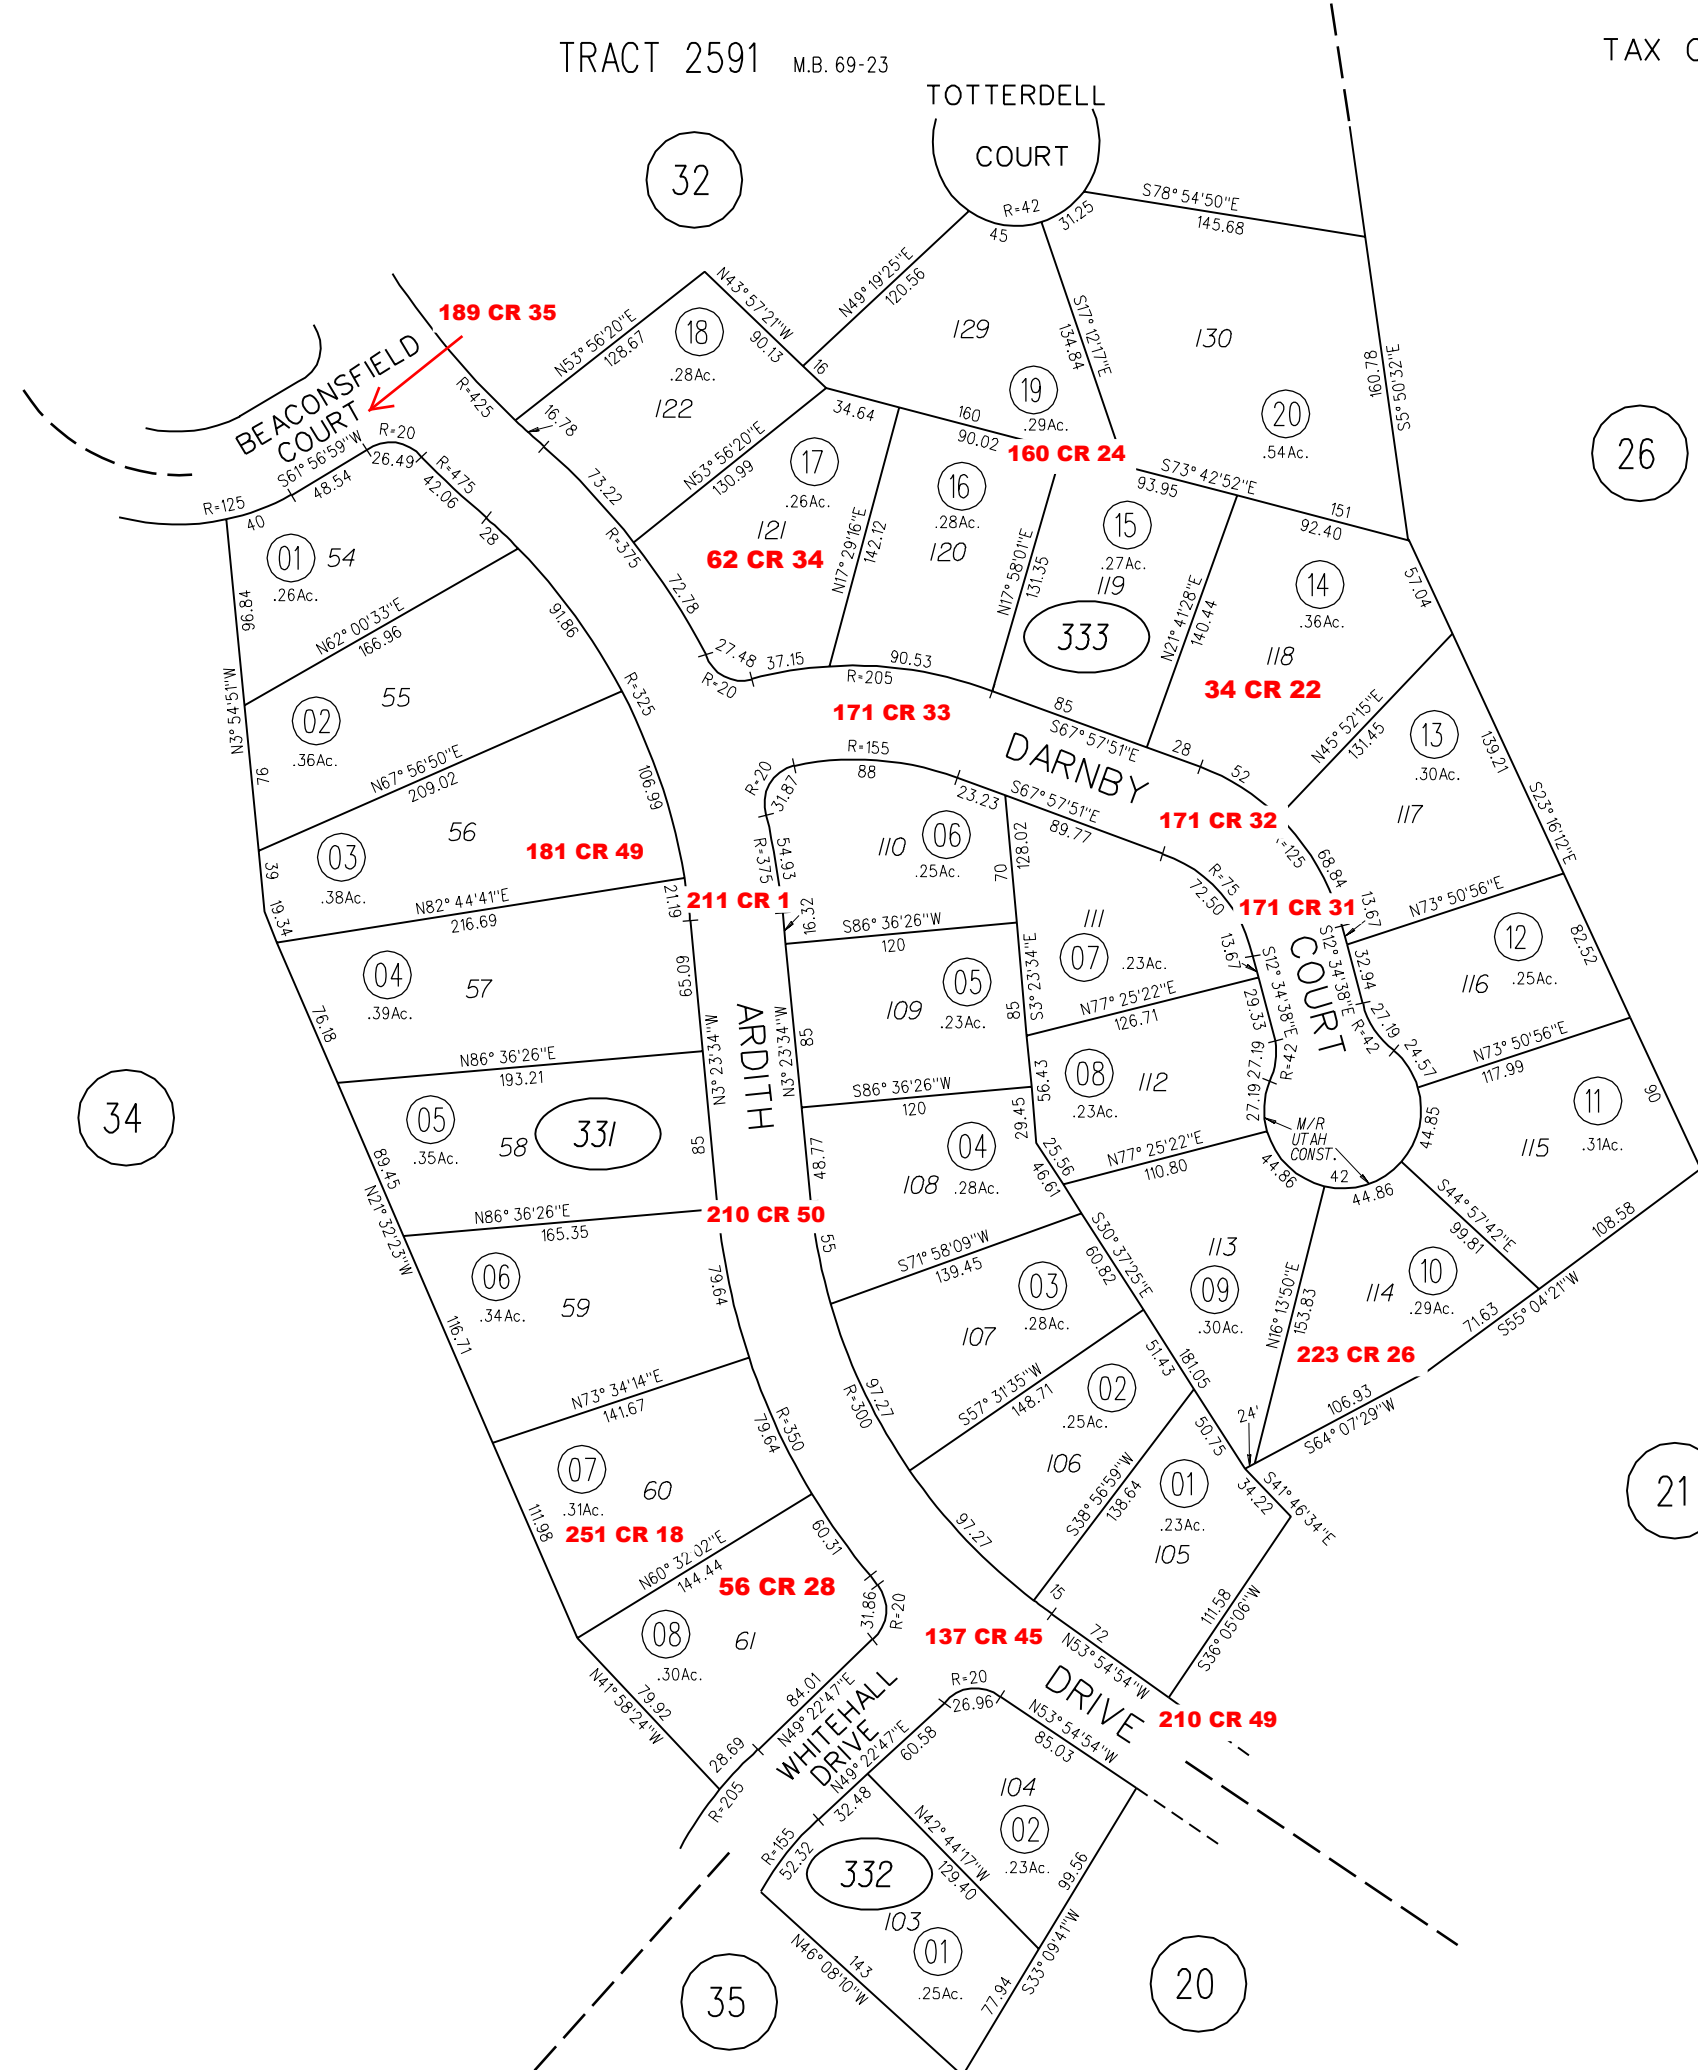 TRACT 2591 M.B. 69-23
TAX
TOTTERDELL
COURT
32
R=42
45
31.25
S78° 54'50"E
145.68
189 CR 35
N43° 57'21"W
90.13
16
N49° 19'25"E
120.56
N53° 56'20"E
128.67
18
.28Ac.
122
129
S17° 12'17"E
134.84
130
160.78
S5° 50'32"E
BEACONSFIELD
COURT
R=425
16.78
S61° 56'59"W
48.54
R=20
26.49
R=475
42.06
28
R=125
40
34.64
160
90.02
19
.29Ac.
20
.54Ac.
26
160 CR 24
N53° 56'20"E
130.99
17
.26Ac.
121
62 CR 34
73.22
R=375
72.78
N17° 29'16"E
142.12
16
.28Ac.
120
N17° 58'01"E
131.35
S73° 42'52"E
93.95
151
92.40
15
.27Ac.
119
333
N21° 41'28"E
140.44
14
.36Ac.
118
34 CR 22
57.04
01
54
.26Ac.
96.84
N62° 00'33"E
166.96
91.86
N3° 54'51"W
02
55
.36Ac.
76
R=325
27.48
R=20
37.15
90.53
R=205
171 CR 33
85
S67° 57'51"E
28
52
N45° 52'15"E
131.45
13
.30Ac.
117
139.21
S23° 16'12"E
DARNBY
R=155
88
R=20
31.87
23.23
S67° 57'51"E
89.77
171 CR 32
=125
68.84
N67° 56'50"E
209.02
106.99
03
56
.38Ac.
39
181 CR 49
R=375
54.93
110
06
.25Ac.
70
128.02
R=75
72.50
171 CR 31
13.67
N73° 50'56"E
19.34
N82° 44'41"E
216.69
21.19
211 CR 1
16.32
S86° 36'26"W
120
111
07
.23Ac.
13.67
S12° 34'38"E
COURT
S12° 34'38"E
32.94
12
.25Ac.
116
82.52
04
57
.39Ac.
65.09
76.18
ARDITH
N3° 23'34"W
85
109
05
.23Ac.
85
S3° 23'34"E
N77° 25'22"E
126.71
29.33
27.19
R=42
27.19
R=42
24.57
N73° 50'56"E
117.99
N86° 36'26"E
193.21
N3° 23'34"W
S86° 36'26"W
120
56.43
08
.23Ac.
112
27.19
M/R
UTAH
CONST.
44.85
90
11
.31Ac.
115
34
05
58
.35Ac.
331
85
48.77
29.45
25.56
46.61
04
108
.28Ac.
N77° 25'22"E
110.80
44.86
42
44.86
89.45
N21° 32'23"W
N86° 36'26"E
165.35
210 CR 50
55
S71° 58'09"W
139.45
S30° 37'25"E
60.82
113
09
.30Ac.
S44° 57'42"E
99.81
108.58
06
59
.34Ac.
79.64
03
.28Ac.
107
N16° 13'50"E
153.83
114
10
.29Ac.
71.63
S55° 04'21"W
116.71
N73° 34'14"E
141.67
97.27
R=300
S57° 31'35"W
148.71
51.43
181.05
223 CR 26
02
.25Ac.
106
106.93
S64° 07'29"W
R=350
79.64
50.75
24'
07
60
.31Ac.
111.98
251 CR 18
S38° 56'59"W
138.64
01
.23Ac.
105
34.22
S41° 46'34"E
21
60.31
97.27
N60° 32'02"E
144.44
56 CR 28
31.86
R=20
15
72
N53° 54'54"W
111.58
S36° 05'06"W
08
61
.30Ac.
137 CR 45
N41° 58'24"W
79.92
84.01
N49° 22'47"E
WHITEHALL
DRIVE
R=20
26.96
DRIVE
210 CR 49
28.69
R=205
N49° 22'47"E
60.58
N53° 54'54"W
85.03
32.48
104
02
.23Ac.
R=155
52.32
332
N42° 44'17"W
129.40
99.56
103
01
.25Ac.
143
N46° 08'10"W
77.94
S33° 09'41"W
35
20